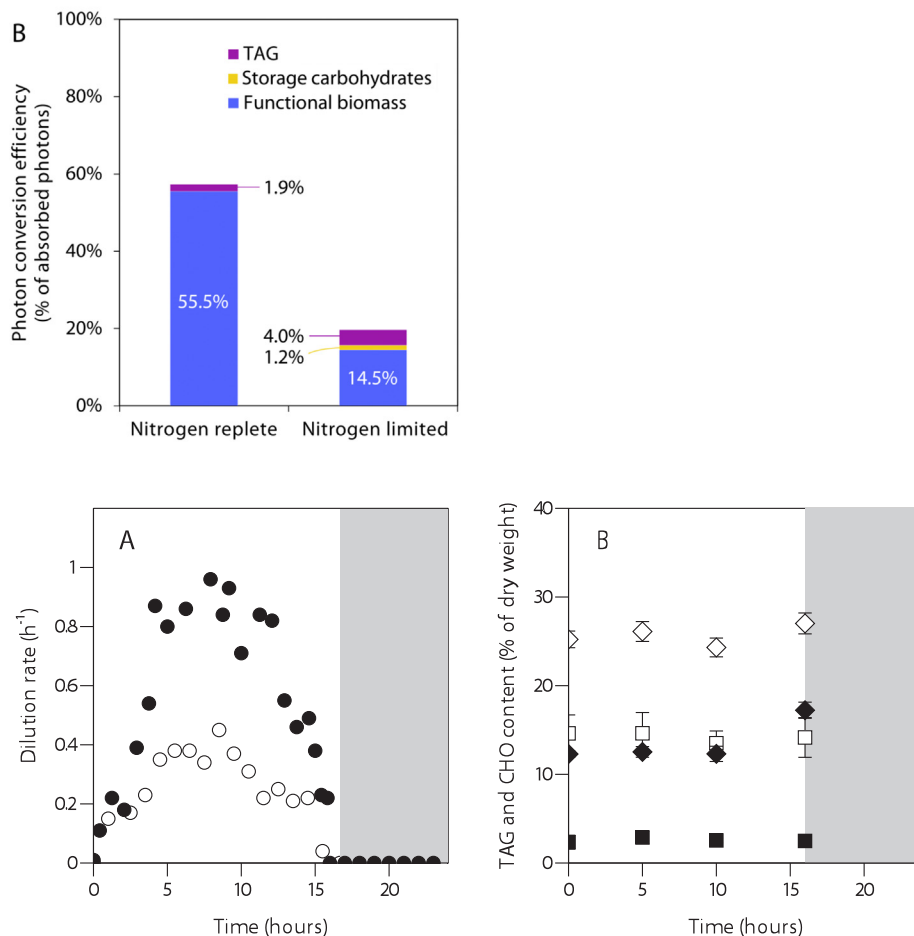 B
100%
80%
60%
40%
20%
0%
Photon conversion efficiency
(% of absorbed photons)
TAG
Storage carbohydrates
Functional biomass
1.9%
55.5%
4.0%
1.2%
14.5%
Nitrogen replete
Nitrogen limited
A
1
0.8
0.6
0.4
0.2
0
Dilution rate (h⁻¹)
0 5 10 15 20
Time (hours)
B
40
30
20
10
0
TAG and CHO content (% of dry weight)
0 5 10 15 20
Time (hours)